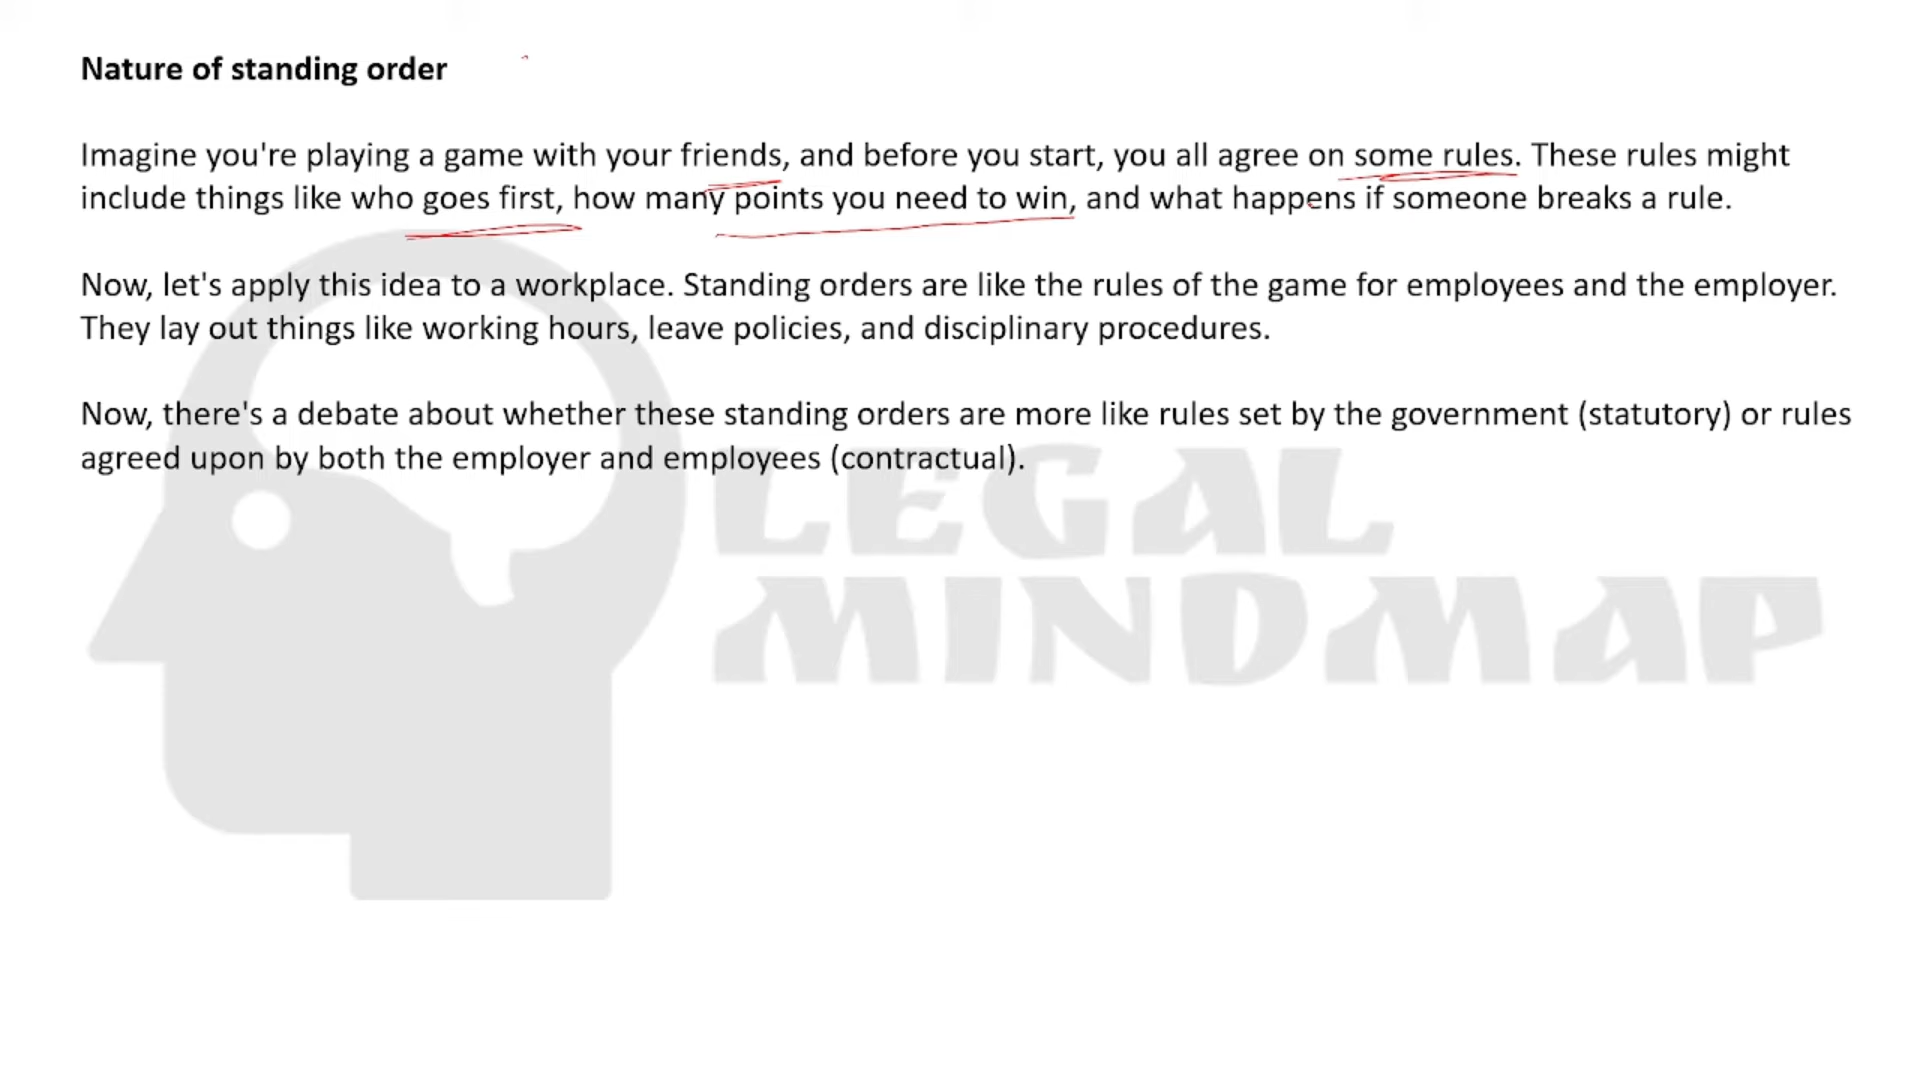 Nature of standing order
Imagine you're playing a game with your friends, and before you start, you all agree on some rules. These rules might
include things like who goes first, how many points you need to win, and what happens if someone breaks a rule.
Now, let's apply this idea to a workplace. Standing orders are like the rules of the game for employees and the employer.
They lay out things like working hours, leave policies, and disciplinary procedures.
Now, there's a debate about whether these standing orders are more like rules set by the government (statutory) or rules
agreed upon by both the employer and employees (contractual).
LEGAL
MINDMAP